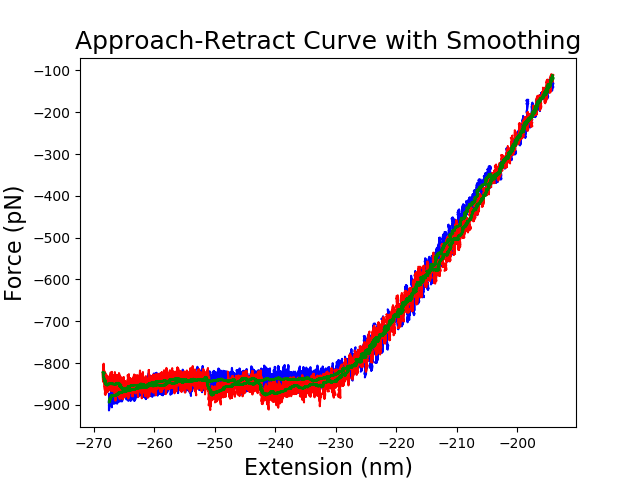 Approach-Retract Curve with Smoothing
Force (pN)
−100
−200
−300
−400
−500
−600
−700
−800
−900
−270 −260 −250 −240 −230 −220 −210 −200
Extension (nm)